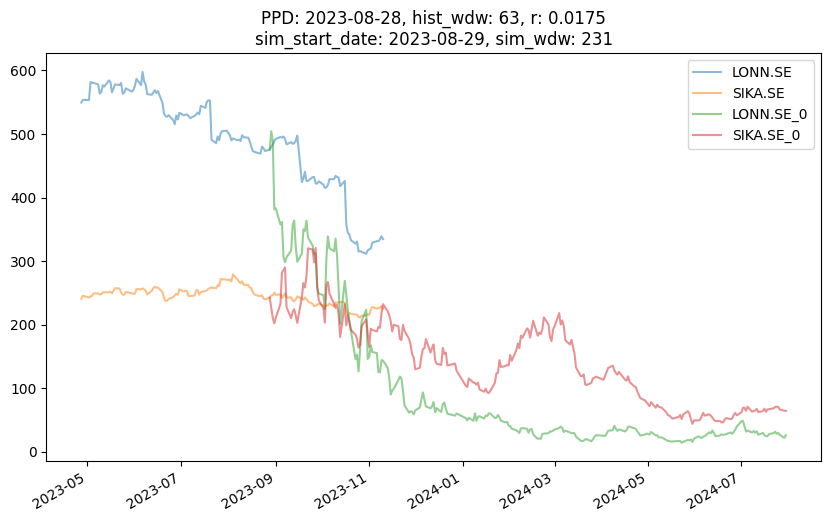 PPD: 2023-08-28, hist_wdw: 63, r: 0.0175
sim_start_date: 2023-08-29, sim_wdw: 231
LONN.SE
SIKA.SE
LONN.SE_0
SIKA.SE_0
600
500
400
300
200
100
0
2023-05
2023-07
2023-09
2023-11
2024-01
2024-03
2024-05
2024-07